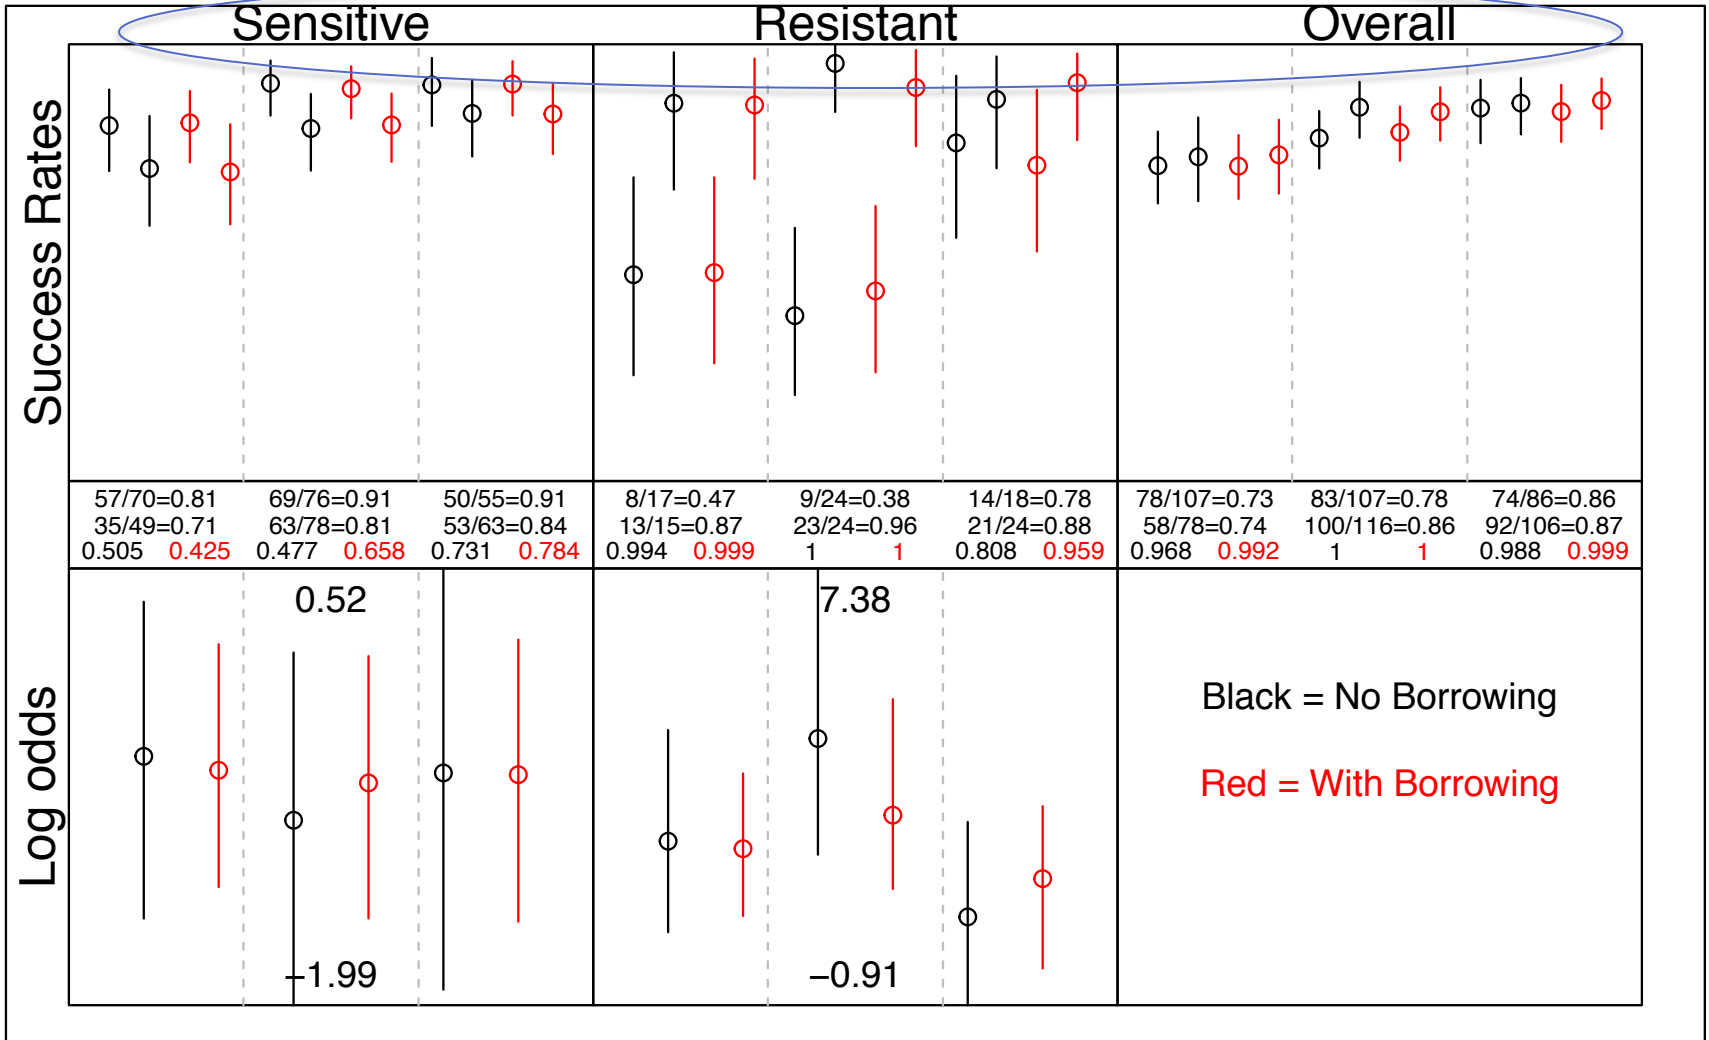 Sensitive Resistant Overall
Success Rates
57/70=0.81 69/76=0.91 50/55=0.91 8/17=0.47 9/24=0.38 14/18=0.78 78/107=0.73 83/107=0.78 74/86=0.86
35/49=0.71 63/78=0.81 53/63=0.84 13/15=0.87 23/24=0.96 21/24=0.88 58/78=0.74 100/116=0.86 92/106=0.87
0.505 0.425 0.477 0.658 0.731 0.784 0.994 0.999 1 1 0.808 0.959 0.968 0.992 1 1 0.988 0.999
Log odds
0.52 7.38
Black = No Borrowing
Red = With Borrowing
−1.99 −0.91